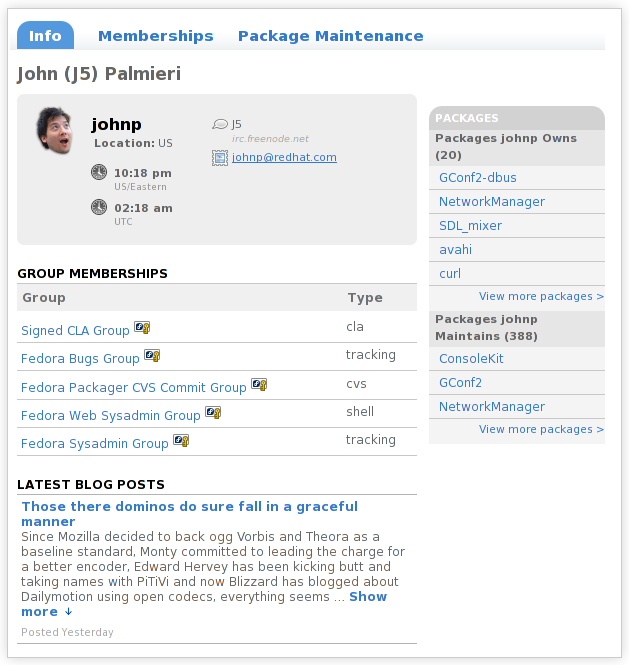 Info Memberships Package Maintenance
John (J5) Palmieri
johnp
Location: US
10:18 pm
US/Eastern
02:18 am
UTC
J5
irc.freenode.net
johnp@redhat.com
GROUP MEMBERSHIPS
Group Type
Signed CLA Group cla
Fedora Bugs Group tracking
Fedora Packager CVS Commit Group cvs
Fedora Web Sysadmin Group shell
Fedora Sysadmin Group tracking
LATEST BLOG POSTS
Those there dominos do sure fall in a graceful
manner
Since Mozilla decided to back ogg Vorbis and Theora as a
baseline standard, Monty committed to leading the charge for
a better encoder, Edward Hervey has been kicking butt and
taking names with PiTiVi and now Blizzard has blogged about
Dailymotion using open codecs, everything seems ... Show
more ↓
Posted Yesterday
PACKAGES
Packages johnp Owns
(20)
GConf2-dbus
NetworkManager
SDL_mixer
avahi
curl
View more packages >
Packages johnp
Maintains (388)
ConsoleKit
GConf2
NetworkManager
View more packages >